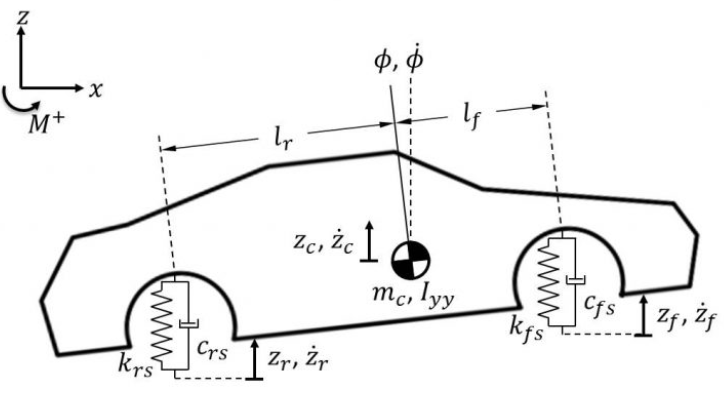 z
x
M⁺
ϕ, ϕ̇
l_r
l_f
z_c, ż_c
m_c, I_yy
k_rs
c_rs
z_r, ż_r
k_fs
c_fs
z_f, ż_f